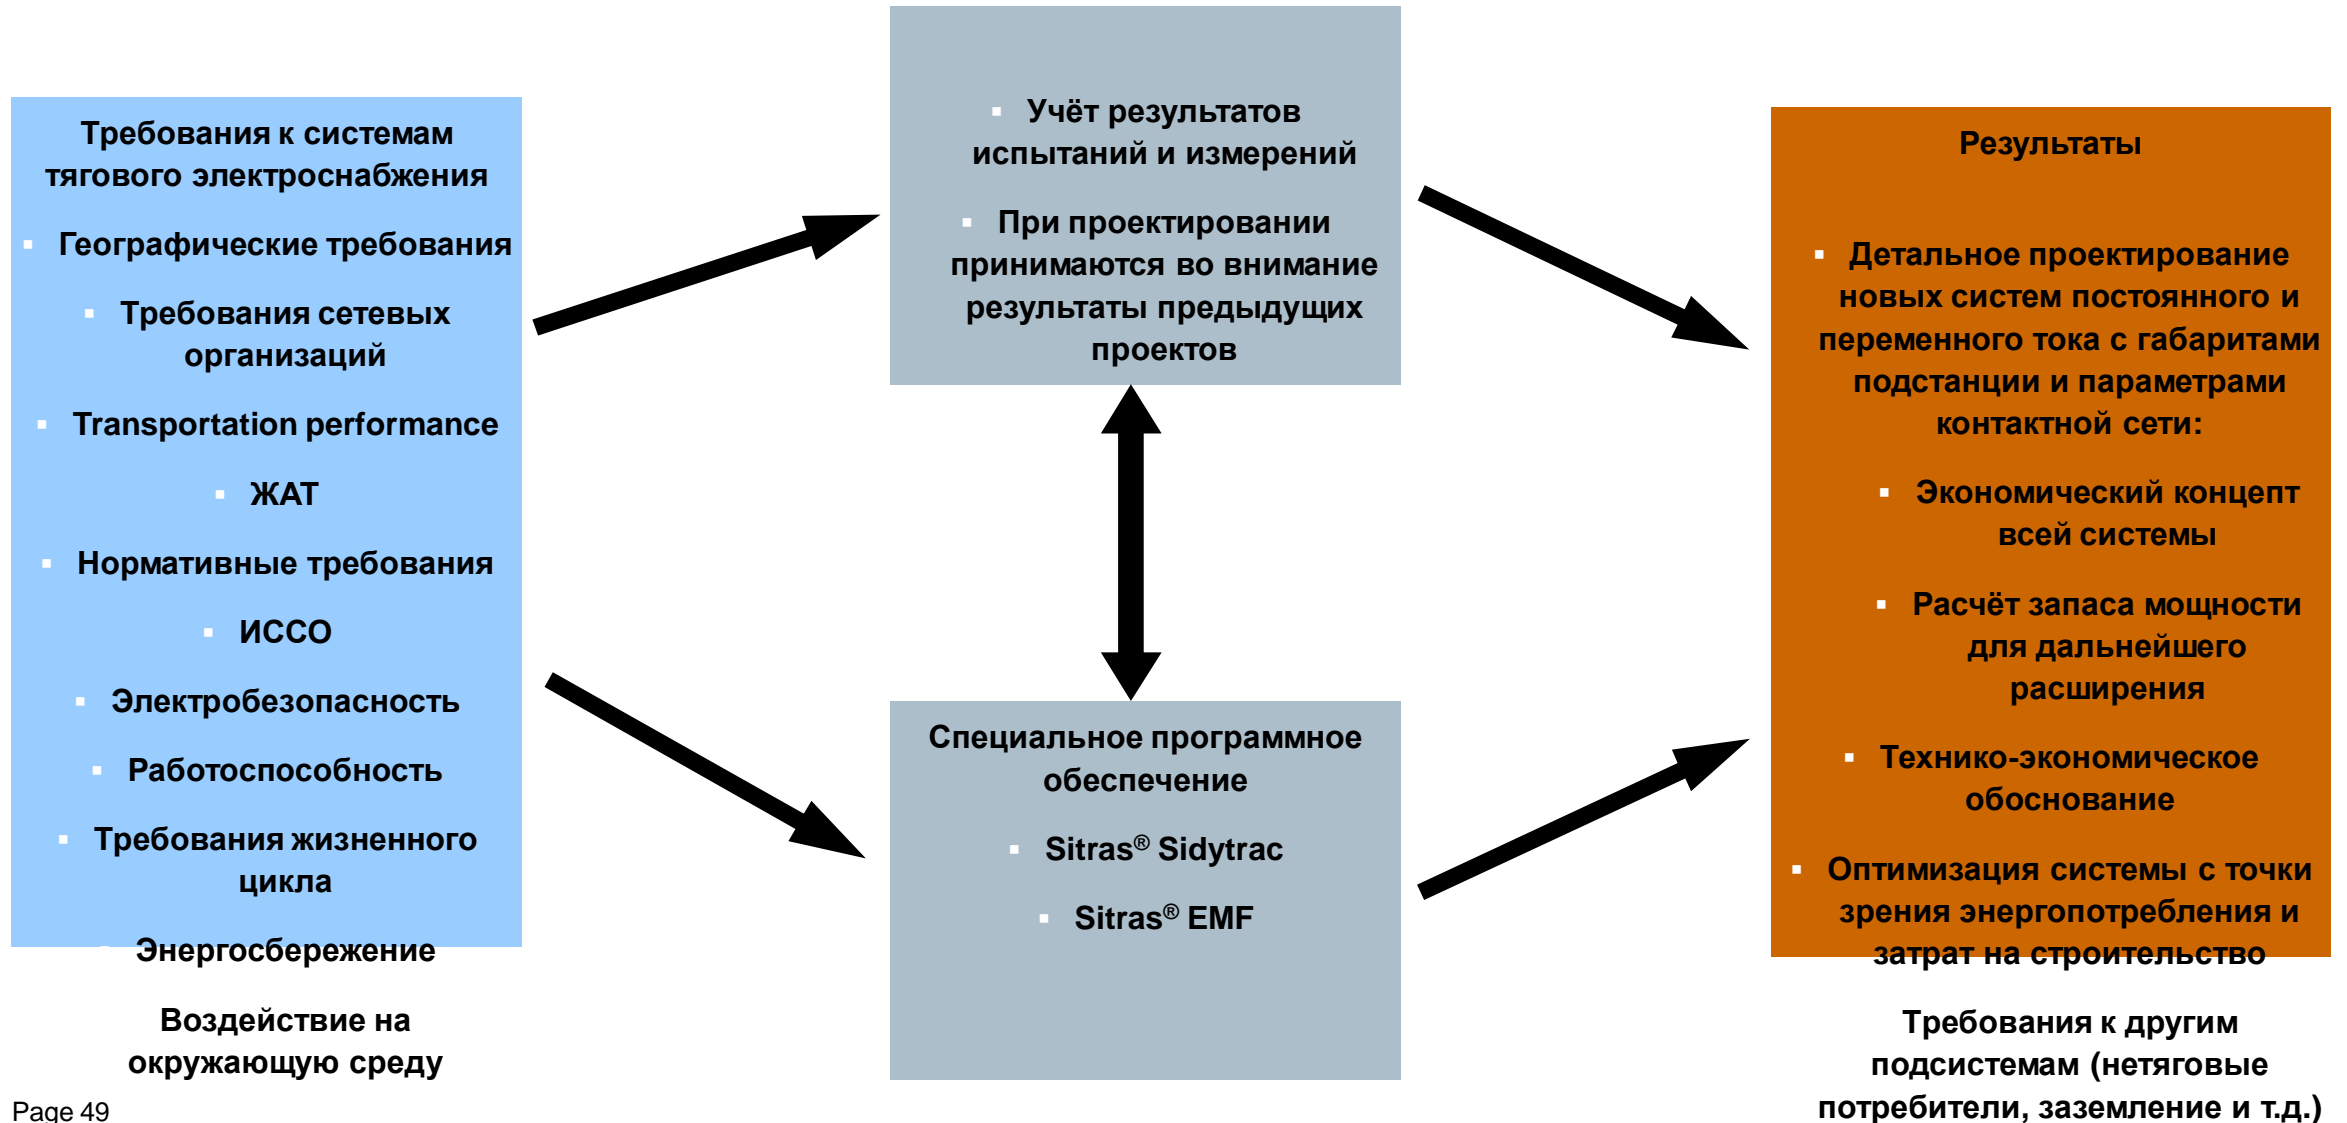 Требования к системам
тягового электроснабжения
▪ Географические требования
▪ Требования сетевых
организаций
▪ Transportation performance
▪ ЖАТ
▪ Нормативные требования
▪ ИССО
▪ Электробезопасность
▪ Работоспособность
▪ Требования жизненного
цикла
Энергосбережение
Воздействие на
окружающую среду
▪ Учёт результатов
испытаний и измерений
▪ При проектировании
принимаются во внимание
результаты предыдущих
проектов
Специальное программное
обеспечение
▪ Sitras® Sidytrac
▪ Sitras® EMF
Результаты
▪ Детальное проектирование
новых систем постоянного и
переменного тока с габаритами
подстанции и параметрами
контактной сети:
▪ Экономический концепт
всей системы
▪ Расчёт запаса мощности
для дальнейшего
расширения
▪ Технико-экономическое
обоснование
▪ Оптимизация системы с точки
зрения энергопотребления и
затрат на строительство
Требования к другим
подсистемам (нетяговые
потребители, заземление и т.д.)
Page 49